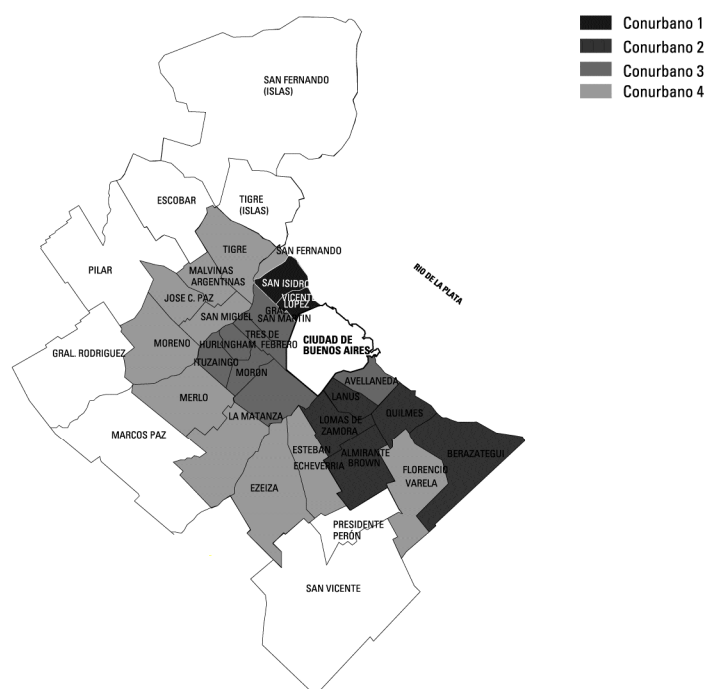 Conurbano 1
Conurbano 2
Conurbano 3
Conurbano 4
SAN FERNANDO
(ISLAS)
ESCOBAR
TIGRE
(ISLAS)
TIGRE
SAN FERNANDO
PILAR
MALVINAS
ARGENTINAS
SAN ISIDRO
RIO DE LA PLATA
JOSE C. PAZ
VICENTE
LOPEZ
GRAL.
SAN MARTIN
SAN MIGUEL
TRES DE
FEBRERO
CIUDAD DE
BUENOS AIRES
MORENO
HURLINGHAM
GRAL. RODRIGUEZ
ITUZAINGO
MORÓN
AVELLANEDA
MERLO
LANUS
LA MATANZA
LOMAS DE
ZAMORA
QUILMES
MARCOS PAZ
ESTEBAN
ECHEVERRIA
ALMIRANTE
BROWN
BERAZATEGUI
FLORENCIO
VARELA
EZEIZA
PRESIDENTE
PERÓN
SAN VICENTE